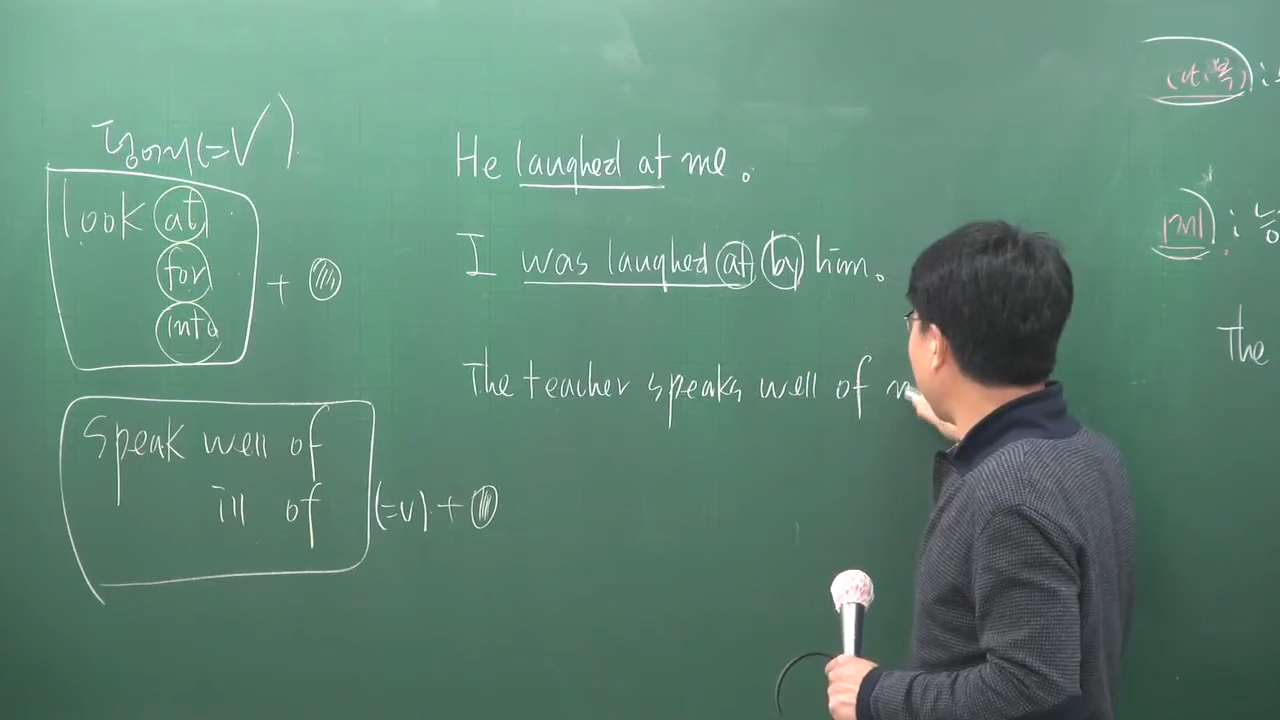 동사(=V)
look at
for
into
+
speak well of
ill of
(=V) +
He laughed at me.
I was laughed at by him.
The teacher speaks well of
The